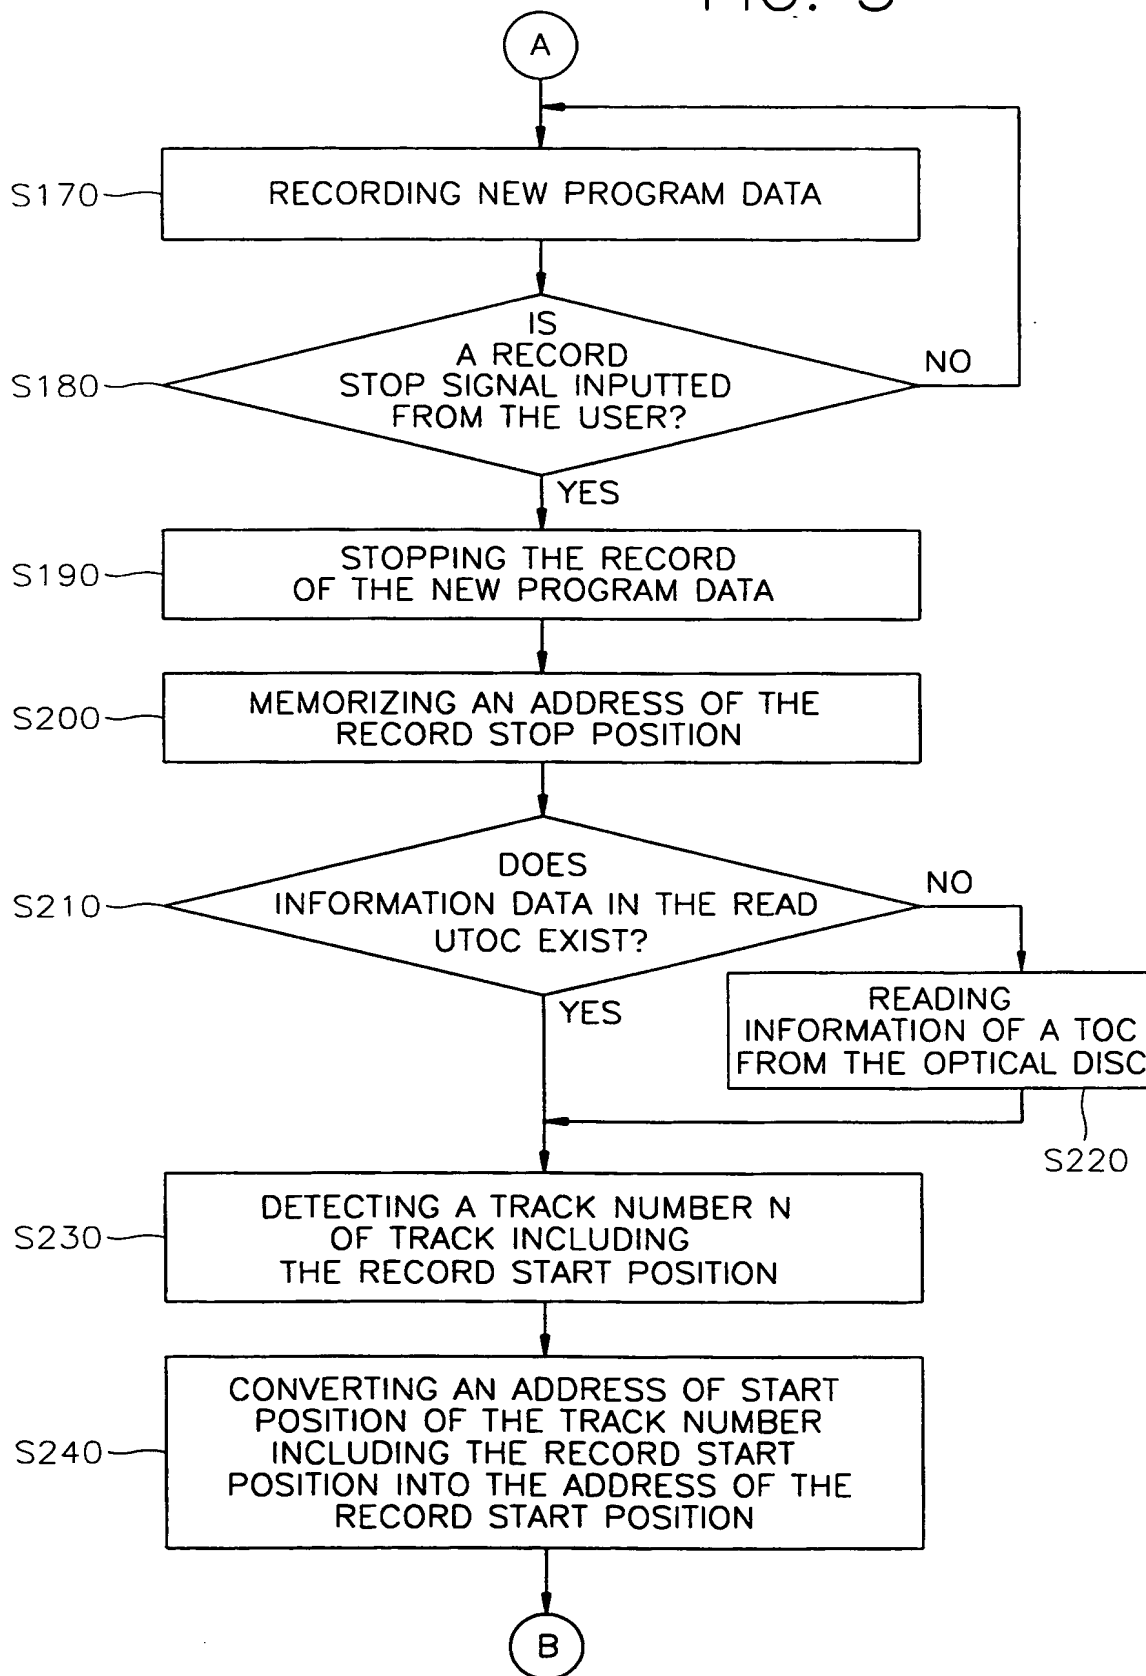 A
S170
RECORDING NEW PROGRAM DATA
IS
A RECORD
STOP SIGNAL INPUTTED
FROM THE USER?
S180
NO
YES
S190
STOPPING THE RECORD
OF THE NEW PROGRAM DATA
S200
MEMORIZING AN ADDRESS OF THE
RECORD STOP POSITION
S210
DOES
INFORMATION DATA IN THE READ
UTOC EXIST?
NO
YES
READING
INFORMATION OF A TOC
FROM THE OPTICAL DISC
S220
S230
DETECTING A TRACK NUMBER N
OF TRACK INCLUDING
THE RECORD START POSITION
S240
CONVERTING AN ADDRESS OF START
POSITION OF THE TRACK NUMBER
INCLUDING THE RECORD START
POSITION INTO THE ADDRESS OF THE
RECORD START POSITION
B